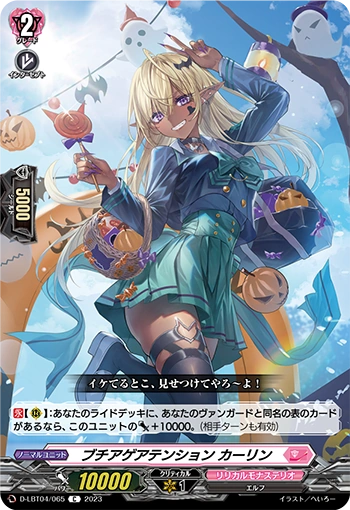 2
グレード
インターセプト
5000
シールド
イケてるとこ、見せつけてやろ～よ！
永【 】：あなたのライドデッキに、あなたのヴァンガードと同名の表のカード
があるなら、このユニットの +10000。（相手ターンも有効）
ノーマルユニット
ブチアゲアテンション カーリン
リリカルモナステリオ
パワー
10000
クリティカル
1
エルフ
D-LBT04/065 C 2023
イラスト／へいろー